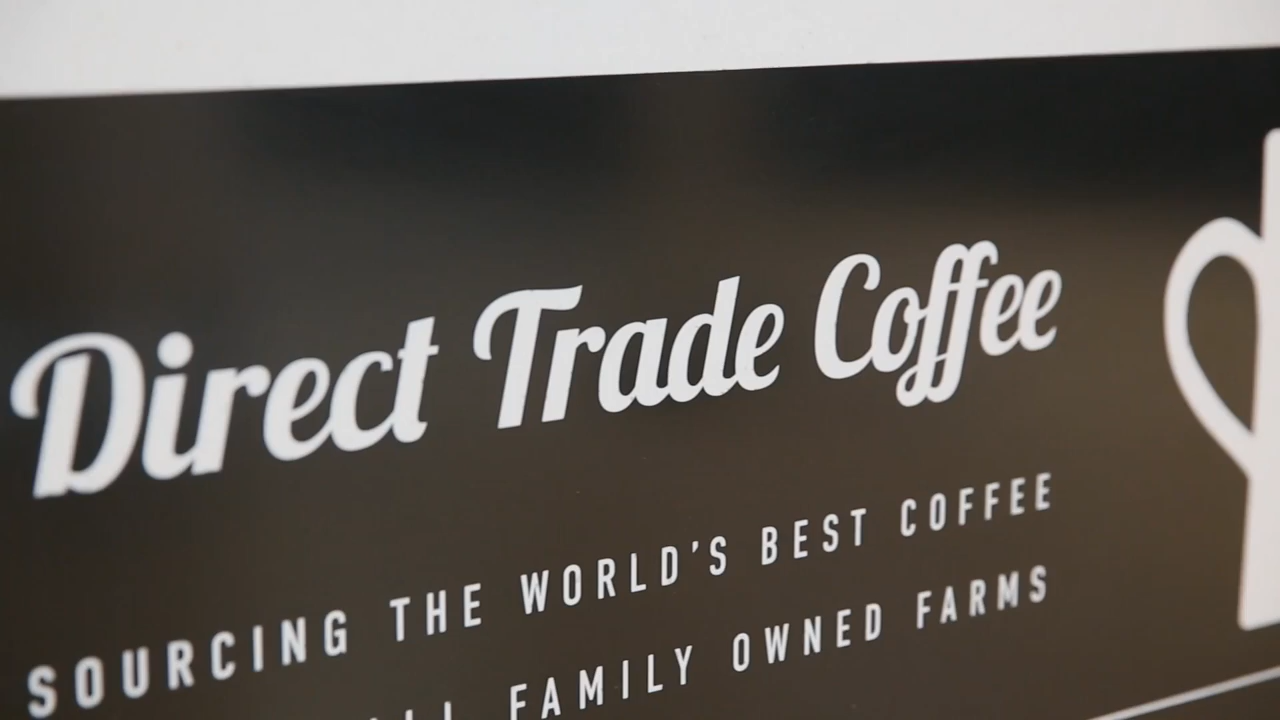 Direct Trade Coffee
SOURCING THE WORLD'S BEST COFFEE
FAMILY OWNED FARMS